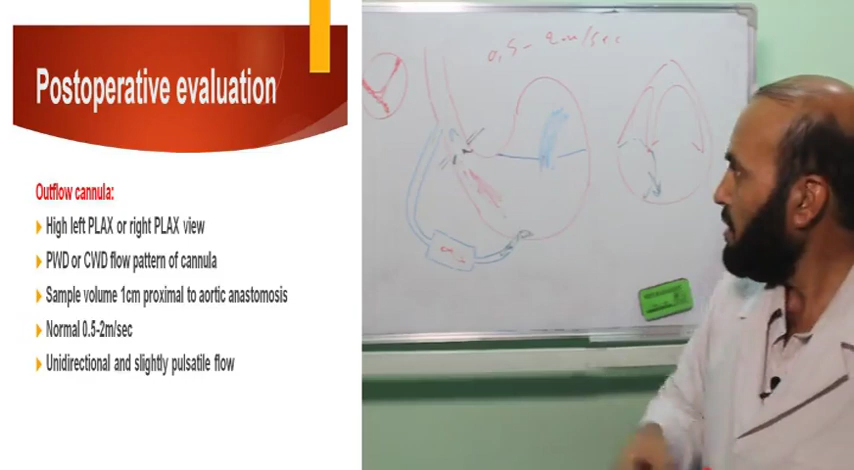 Postoperative evaluation
Outflow cannula:
High left PLAX or right PLAX view
PWD or CWD flow pattern of cannula
Sample volume 1cm proximal to aortic anastomosis
Normal 0.5-2m/sec
Unidirectional and slightly pulsatile flow
0,5 - 2 m/sec